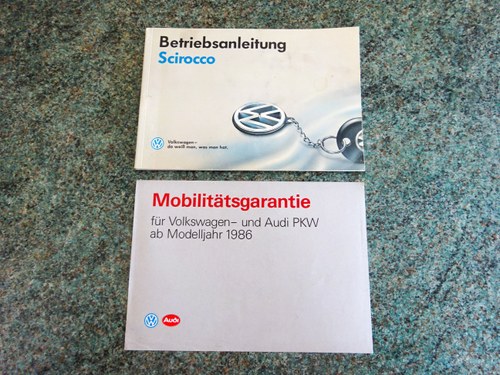 Betriebsanleitung
Scirocco
Volkswagen–
da weiß man, was man hat.
Mobilitätsgarantie
für Volkswagen– und Audi PKW
ab Modelljahr 1986
Audi